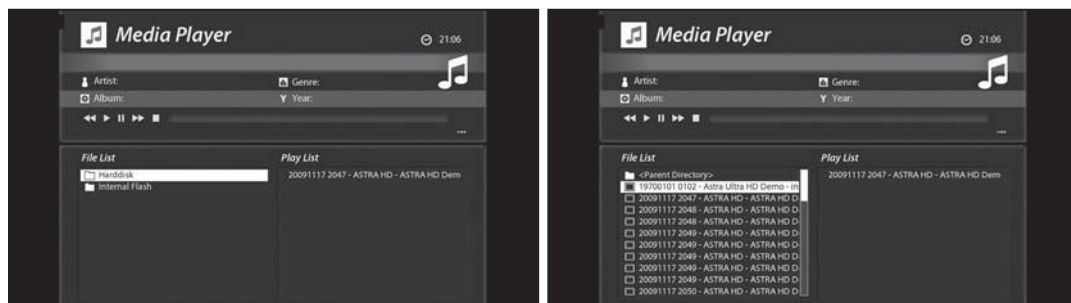 Media Player
21:06
Artist:
Genre:
Album:
Year:
...
File List
Play List
Harddisk
20091117 2047 - ASTRA HD - ASTRA HD Dem
Internal Flash
Media Player
21:06
Artist:
Genre:
Album:
Year:
...
File List
Play List
<Parent Directory>
20091117 2047 - ASTRA HD - ASTRA HD Dem
19700101 0102 - Astra Ultra HD Demo - in
20091117 2047 - ASTRA HD - ASTRA HD D
20091117 2048 - ASTRA HD - ASTRA HD D
20091117 2048 - ASTRA HD - ASTRA HD D
20091117 2049 - ASTRA HD - ASTRA HD D
20091117 2049 - ASTRA HD - ASTRA HD D
20091117 2049 - ASTRA HD - ASTRA HD D
20091117 2049 - ASTRA HD - ASTRA HD D
20091117 2049 - ASTRA HD - ASTRA HD D
20091117 2050 - ASTRA HD - ASTRA HD D